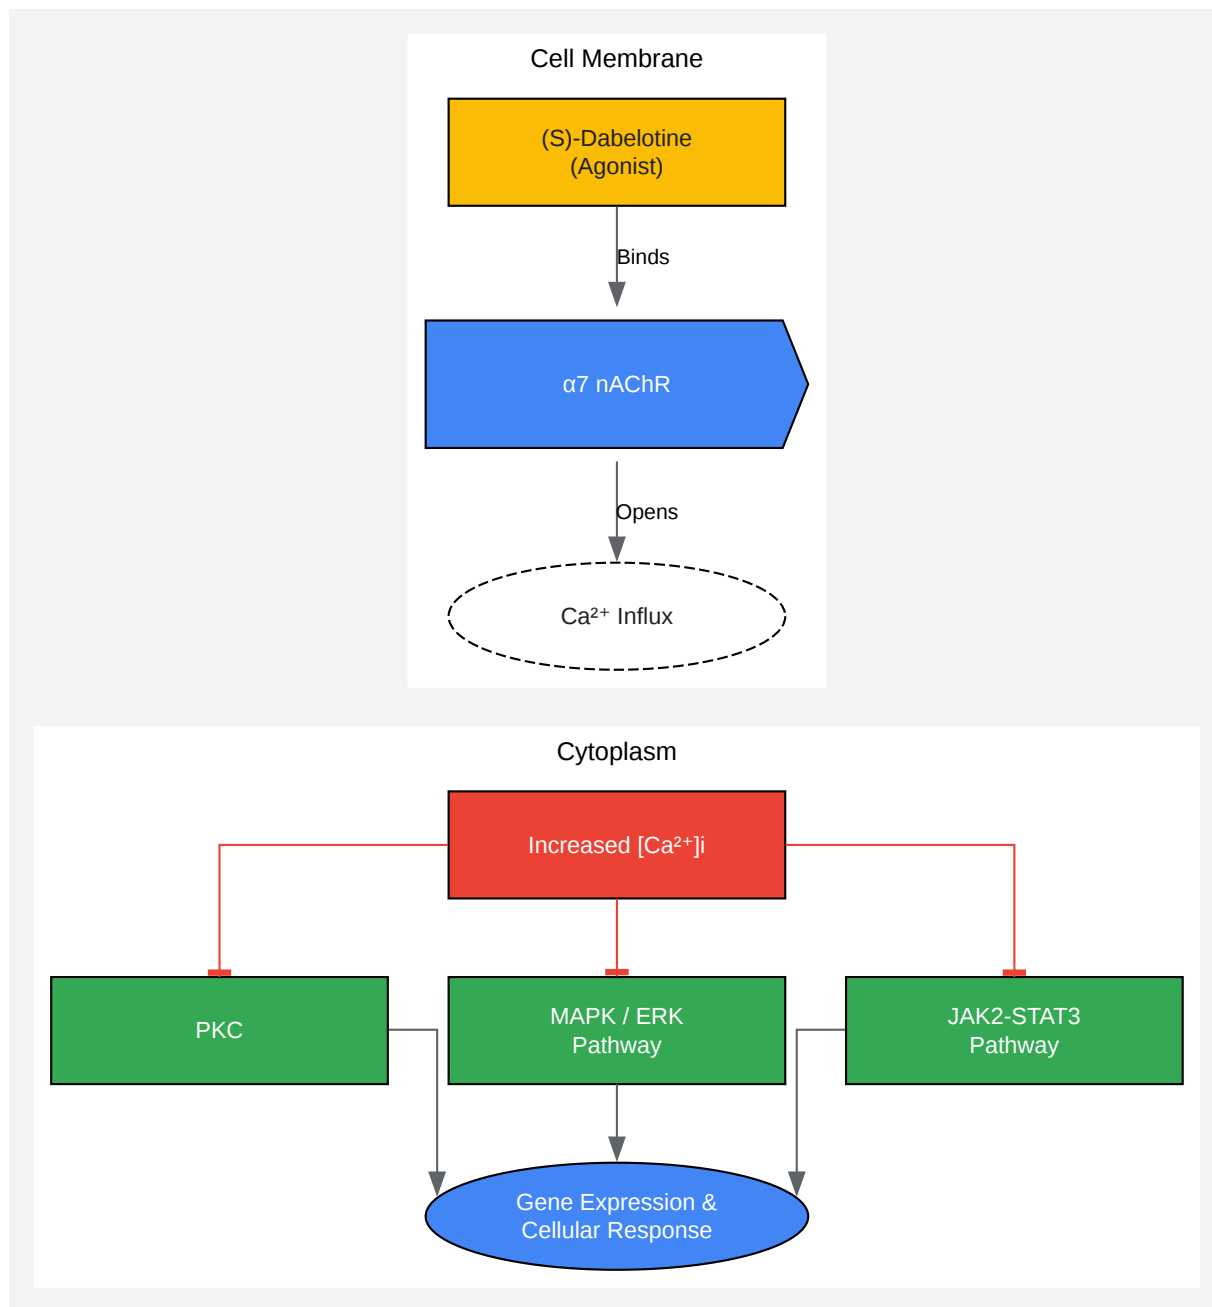 Cell Membrane
(S)-Dabelotine
(Agonist)
Binds
α7 nAChR
Opens
Ca²⁺ Influx
Cytoplasm
Increased [Ca²⁺]i
PKC
MAPK / ERK
Pathway
JAK2-STAT3
Pathway
Gene Expression &
Cellular Response